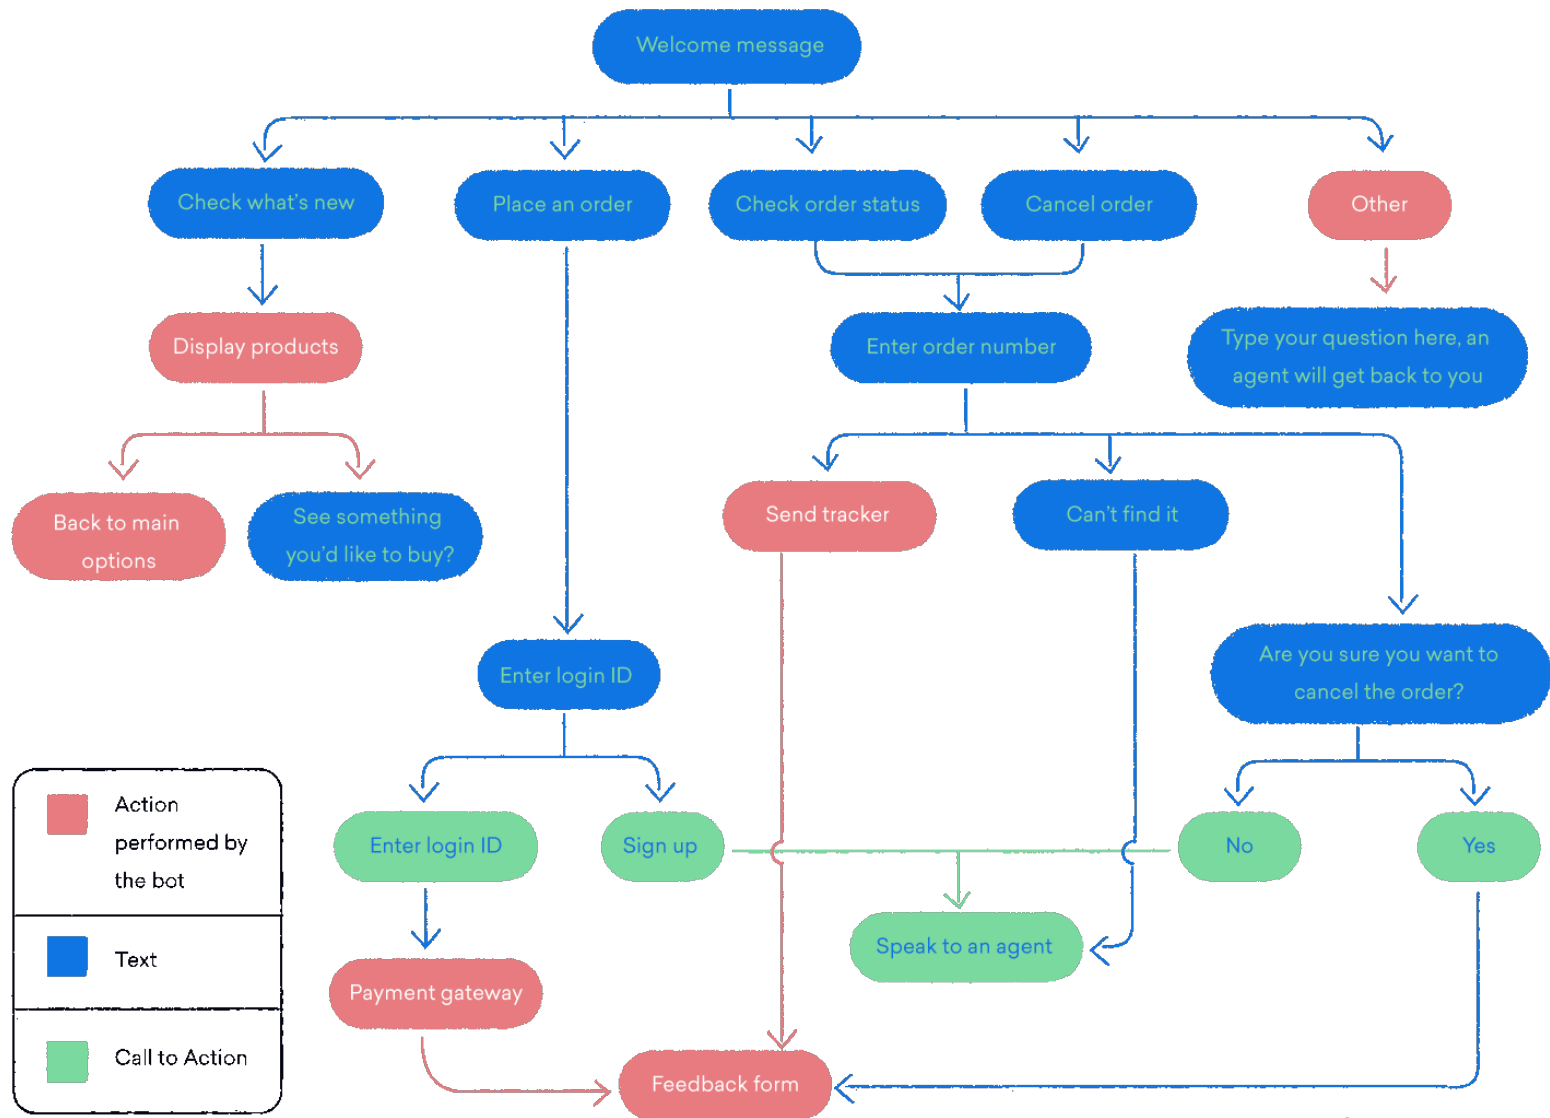 Welcome message
Check what's new
Place an order
Check order status
Cancel order
Other
Display products
Enter order number
Type your question here, an
agent will get back to you
Back to main
options
See something
you'd like to buy?
Send tracker
Can't find it
Enter login ID
Are you sure you want to
cancel the order?
Action
performed by
the bot
Text
Call to Action
Enter login ID
Sign up
No
Yes
Speak to an agent
Payment gateway
Feedback form